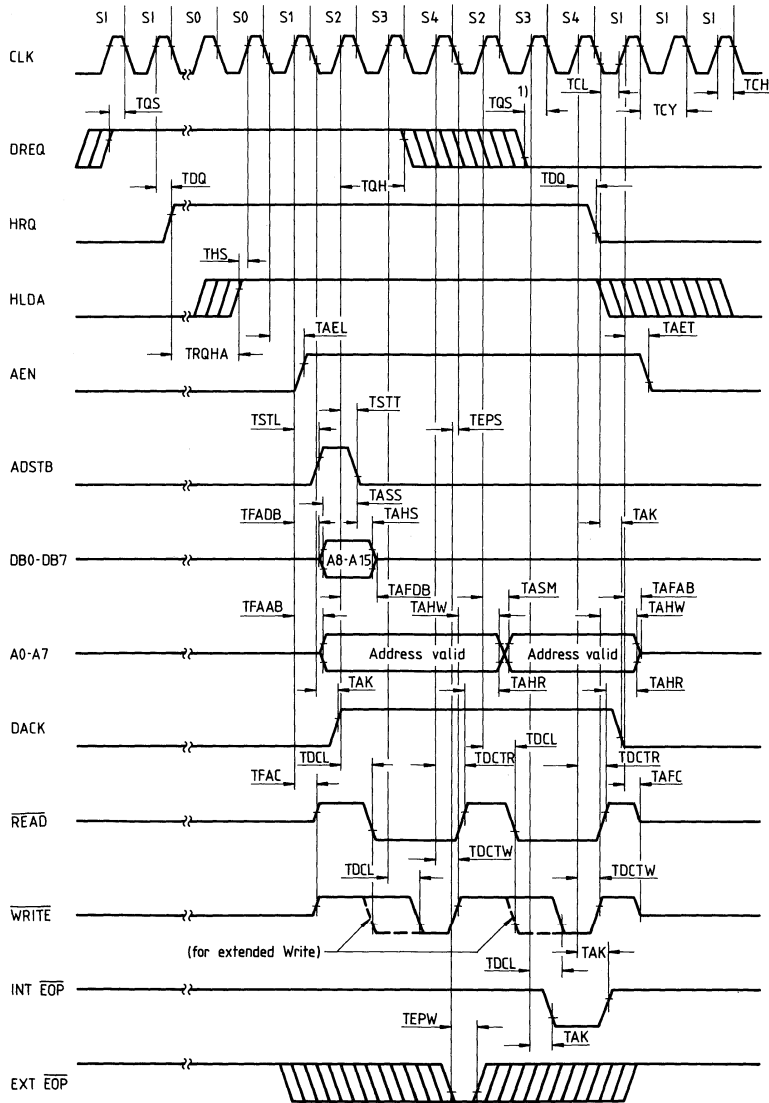 SI SI S0 S0 S1 S2 S3 S4 S2 S3 S4 SI SI SI
CLK
TQS 1) TQS TCL TCY TCH
DREQ
TDQ TQH TDQ
HRQ
THS
HLDA
TRQHA TAEL TAET
AEN
TSTL TSTT TEPS
ADSTB
TFADB TASS TAHS TAK
DB0-DB7 A8-A15
TFAAB TAFDB TAHW TASM TAFAB TAHW
A0-A7 Address valid Address valid
TAK TAHR TAHR
DACK
TFAC TDCL TDCTR TDCL TDCTR TAFC
READ
TDCL TDCTW TDCTW
WRITE
(for extended Write)
TDCL TAK
INT EOP
TEPW TAK
EXT EOP